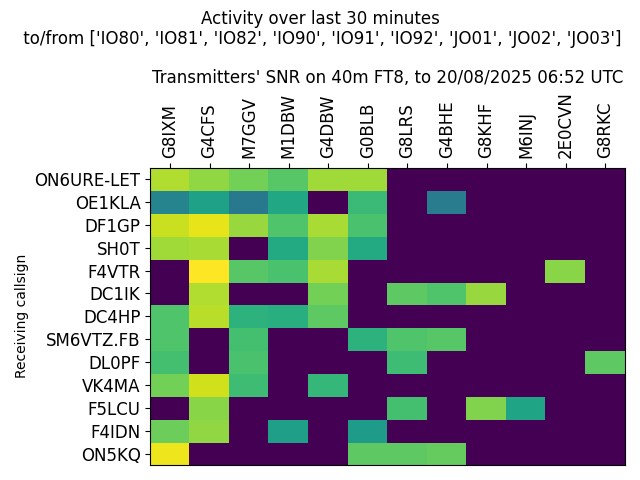 Activity over last 30 minutes
to/from ['IO80', 'IO81', 'IO82', 'IO90', 'IO91', 'IO92', 'JO01', 'JO02', 'JO03']
Transmitters' SNR on 40m FT8, to 20/08/2025 06:52 UTC
G8IXM
G4CFS
M7GGV
M1DBW
G4DBW
G0BLB
G8LRS
G4BHE
G8KHF
M6INJ
2E0CVN
G8RKC
Receiving callsign
ON6URE-LET
OE1KLA
DF1GP
SH0T
F4VTR
DC1IK
DC4HP
SM6VTZ.FB
DL0PF
VK4MA
F5LCU
F4IDN
ON5KQ